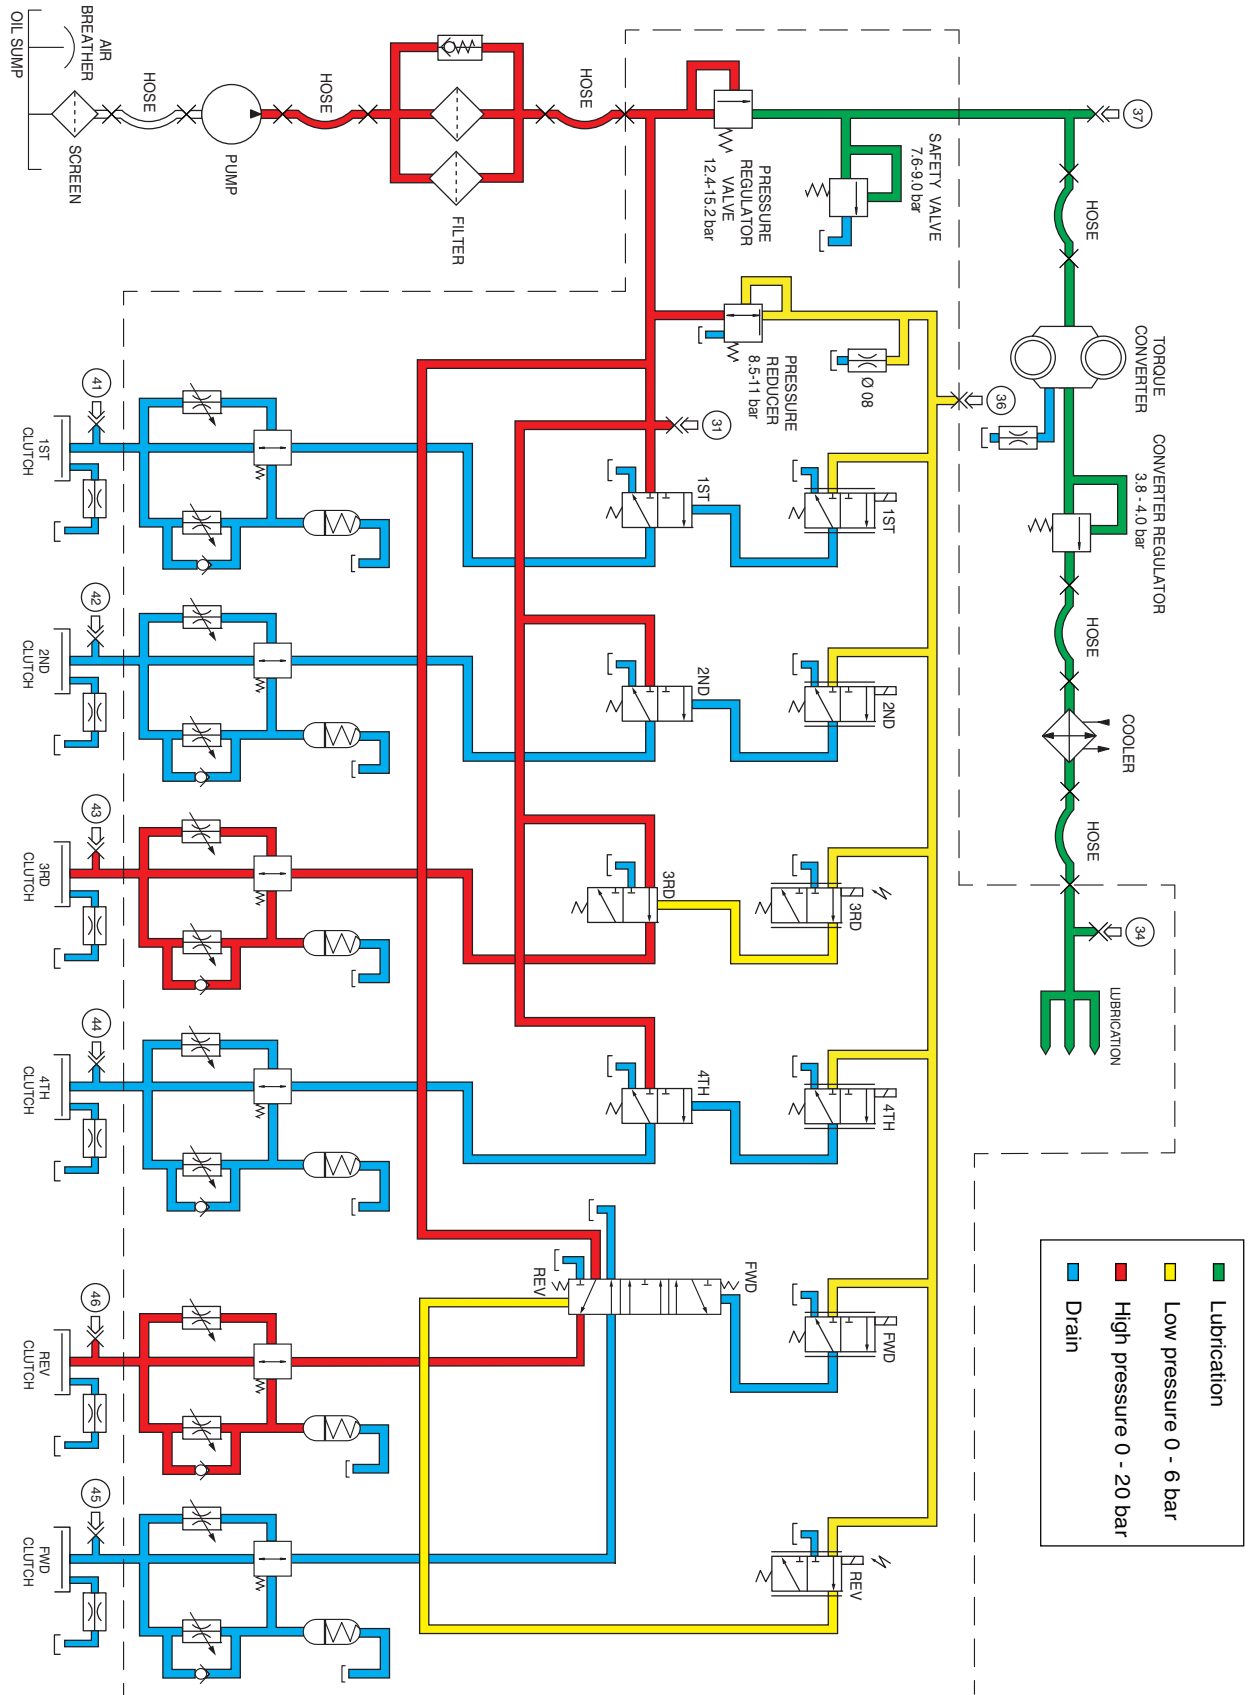 AIR
BREATHER
OIL SUMP
SCREEN
HOSE
PUMP
HOSE
FILTER
HOSE
PRESSURE
REGULATOR
VALVE
12.4-15.2 bar
SAFETY VALVE
7.6-9.0 bar
37
HOSE
TORQUE
CONVERTER
CONVERTER REGULATOR
3.8 - 4.0 bar
HOSE
COOLER
HOSE
34
LUBRICATION
PRESSURE
REDUCER
8.5-11 bar
Ø 08
36
31
1ST
2ND
3RD
4TH
FWD
REV
1ST
2ND
3RD
4TH
FWD
REV
41
1ST
CLUTCH
42
2ND
CLUTCH
43
3RD
CLUTCH
44
4TH
CLUTCH
46
REV
CLUTCH
45
FWD
CLUTCH
Lubrication
Low pressure 0 - 6 bar
High pressure 0 - 20 bar
Drain